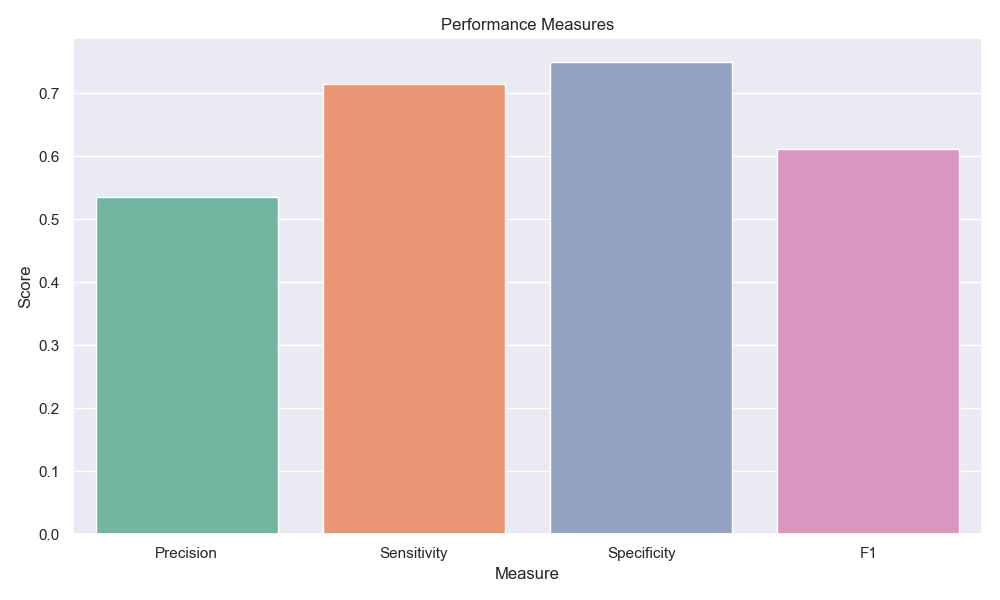 Performance Measures
Score
0.7
0.6
0.5
0.4
0.3
0.2
0.1
0.0
Precision
Sensitivity
Specificity
F1
Measure